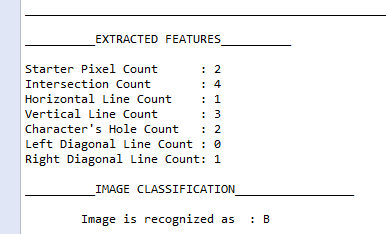 __________EXTRACTED FEATURES__________
Starter Pixel Count      : 2
Intersection Count       : 4
Horizontal Line Count    : 1
Vertical Line Count      : 3
Character's Hole Count   : 2
Left Diagonal Line Count : 0
Right Diagonal Line Count: 1
__________IMAGE CLASSIFICATION_________________
Image is recognized as  : B